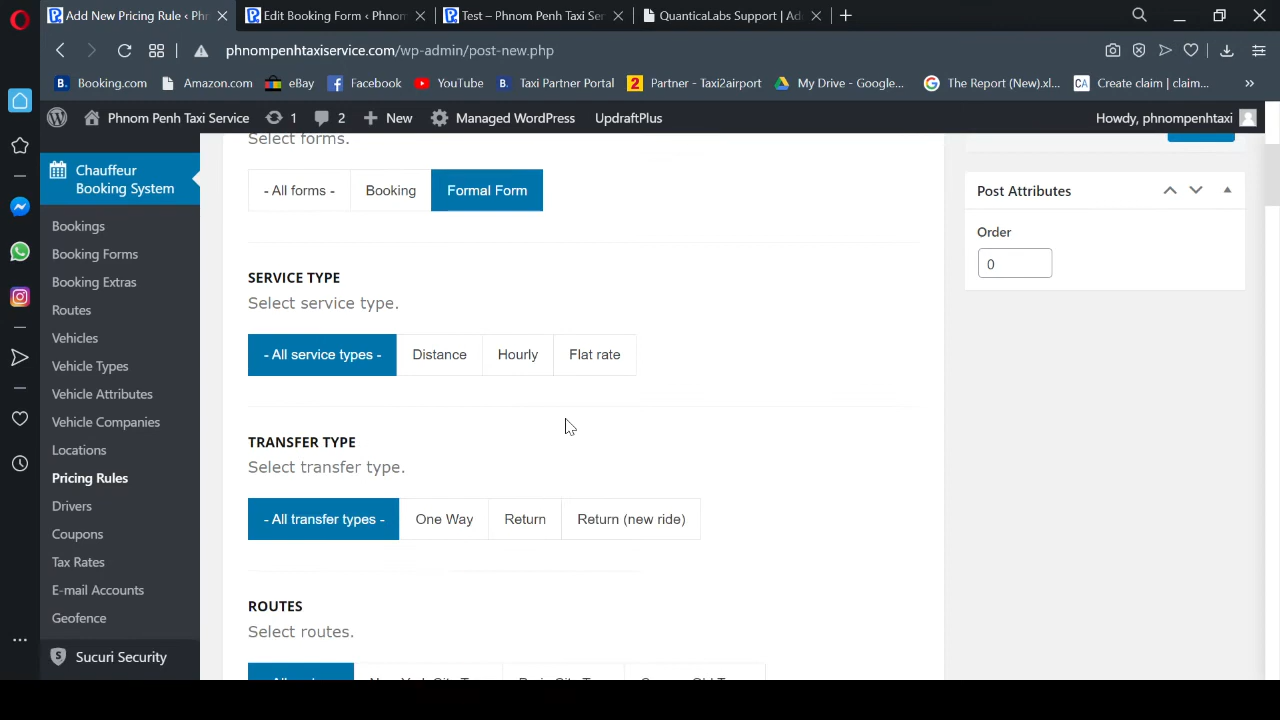 Add New Pricing Rule ‹ Ph
Edit Booking Form ‹ Phnom
Test – Phnom Penh Taxi Ser
QuanticaLabs Support | Ad
phnompenhtaxiservice.com/wp-admin/post-new.php
B. Booking.com
Amazon.com
eBay
Facebook
YouTube
B. Taxi Partner Portal
2 Partner - Taxi2airport
My Drive - Google...
The Report (New).xl...
CA Create claim | claim...
Phnom Penh Taxi Service
1
2
New
Managed WordPress
UpdraftPlus
Howdy, phnompenhtaxi
Chauffeur
Booking System
Bookings
Booking Forms
Booking Extras
Routes
Vehicles
Vehicle Types
Vehicle Attributes
Vehicle Companies
Locations
Pricing Rules
Drivers
Coupons
Tax Rates
E-mail Accounts
Geofence
Sucuri Security
Select forms.
- All forms -
Booking
Formal Form
SERVICE TYPE
Select service type.
- All service types -
Distance
Hourly
Flat rate
TRANSFER TYPE
Select transfer type.
- All transfer types -
One Way
Return
Return (new ride)
ROUTES
Select routes.
Post Attributes
Order
0